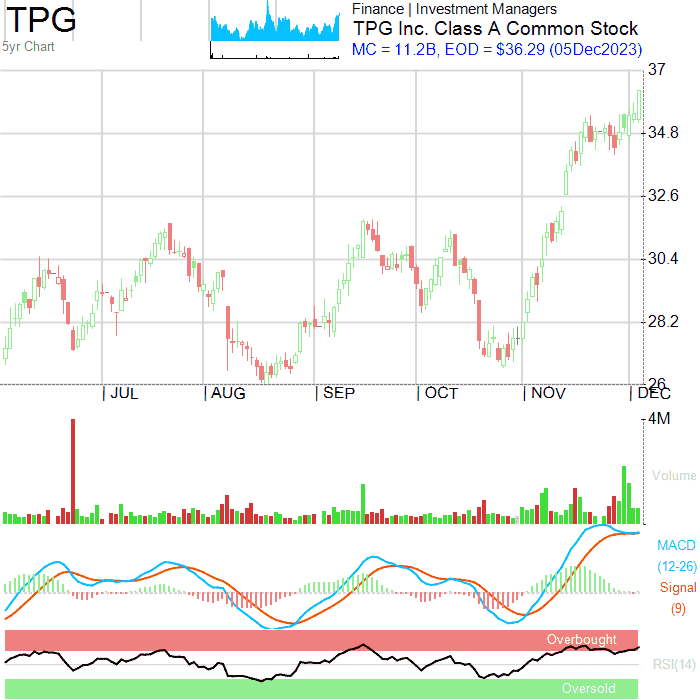 TPG
5yr Chart
Finance | Investment Managers
TPG Inc. Class A Common Stock
MC = 11.2B, EOD = $36.29 (05Dec2023)
37
34.8
32.6
30.4
28.2
26
JUL
AUG
SEP
OCT
NOV
DEC
4M
Volume
MACD
(12-26)
Signal
(9)
Overbought
RSI(14)
Oversold